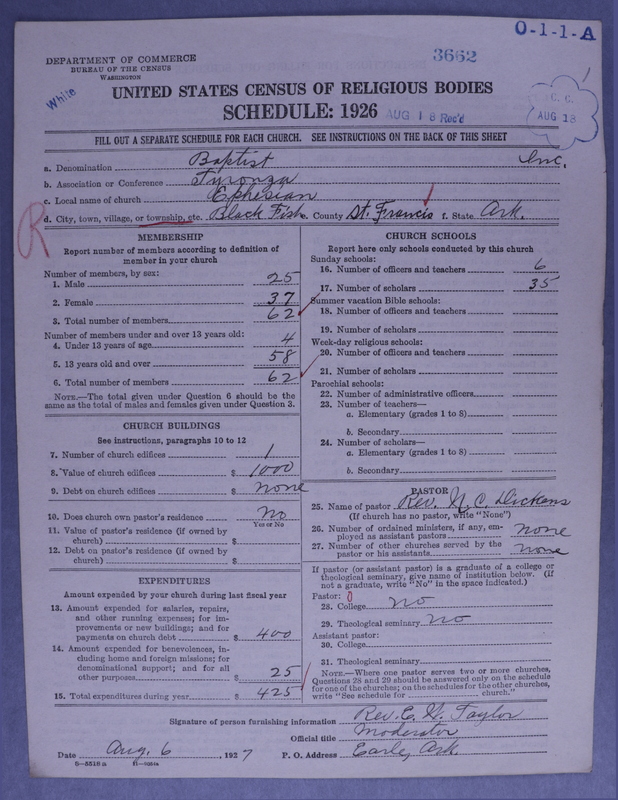 O-1-1-A
3662
DEPARTMENT OF COMMERCE
BUREAU OF THE CENSUS
WASHINGTON
White
UNITED STATES CENSUS OF RELIGIOUS BODIES
SCHEDULE: 1926
AUG 18 Rec'd
C. C.
AUG 18
FILL OUT A SEPARATE SCHEDULE FOR EACH CHURCH. SEE INSTRUCTIONS ON THE BACK OF THIS SHEET
a. Denomination Baptist Inc.
b. Association or Conference Tyronza
c. Local name of church Ephesian
d. City, town, village, or township, etc. Black Fish e. County St. Francis f. State Ark.
R
MEMBERSHIP
Report number of members according to definition of
member in your church
Number of members, by sex:
1. Male 25
2. Female 37
3. Total number of members 62
Number of members under and over 13 years old:
4. Under 13 years of age 4
5. 13 years old and over 58
6. Total number of members 62
NOTE.—The total given under Question 6 should be the
same as the total of males and females given under Question 3.
CHURCH BUILDINGS
See instructions, paragraphs 10 to 12
7. Number of church edifices 1
8. Value of church edifices $ 1000
9. Debt on church edifices $ none
10. Does church own pastor's residence No
Yes or No
11. Value of pastor's residence (if owned by
church) $
12. Debt on pastor's residence (if owned by
church) $
EXPENDITURES
Amount expended by your church during last fiscal year
13. Amount expended for salaries, repairs,
and other running expenses; for im-
provements or new buildings; and for
payments on church debt $ 400
14. Amount expended for benevolences, in-
cluding home and foreign missions; for
denominational support; and for all
other purposes $ 25
15. Total expenditures during year $ 425
CHURCH SCHOOLS
Report here only schools conducted by this church
Sunday schools:
16. Number of officers and teachers 6
17. Number of scholars 35
Summer vacation Bible schools:
18. Number of officers and teachers
19. Number of scholars
Week-day religious schools:
20. Number of officers and teachers
21. Number of scholars
Parochial schools:
22. Number of administrative officers
23. Number of teachers—
a. Elementary (grades 1 to 8)
b. Secondary
24. Number of scholars—
a. Elementary (grades 1 to 8)
b. Secondary
PASTOR
25. Name of pastor Rev. N. C. Dickens
(If church has no pastor, write "None")
26. Number of ordained ministers, if any, em-
ployed as assistant pastors none
27. Number of other churches served by the
pastor or his assistants none
If pastor (or assistant pastor) is a graduate of a college or
theological seminary, give name of institution below. (If
not a graduate, write "No" in the space indicated.)
Pastor: 0
28. College no
29. Theological seminary no
Assistant pastor:
30. College
31. Theological seminary
NOTE.—Where one pastor serves two or more churches,
Questions 28 and 29 should be answered only on the schedule
for one of the churches; on the schedules for the other churches,
write "See schedule for church."
Signature of person furnishing information Rev. E. W. Taylor
Official title Moderator
Date Aug. 6, 1927 P. O. Address Earle, Ark.